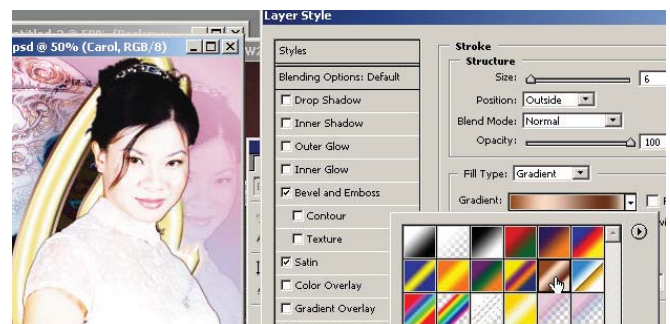 Layer Style
psd @ 50% (Carol, RGB/8)
Styles
Blending Options: Default
Drop Shadow
Inner Shadow
Outer Glow
Inner Glow
Bevel and Emboss
Contour
Texture
Satin
Color Overlay
Gradient Overlay
Stroke
Structure
Size: 6
Position: Outside
Blend Mode: Normal
Opacity: 100
Fill Type: Gradient
Gradient: